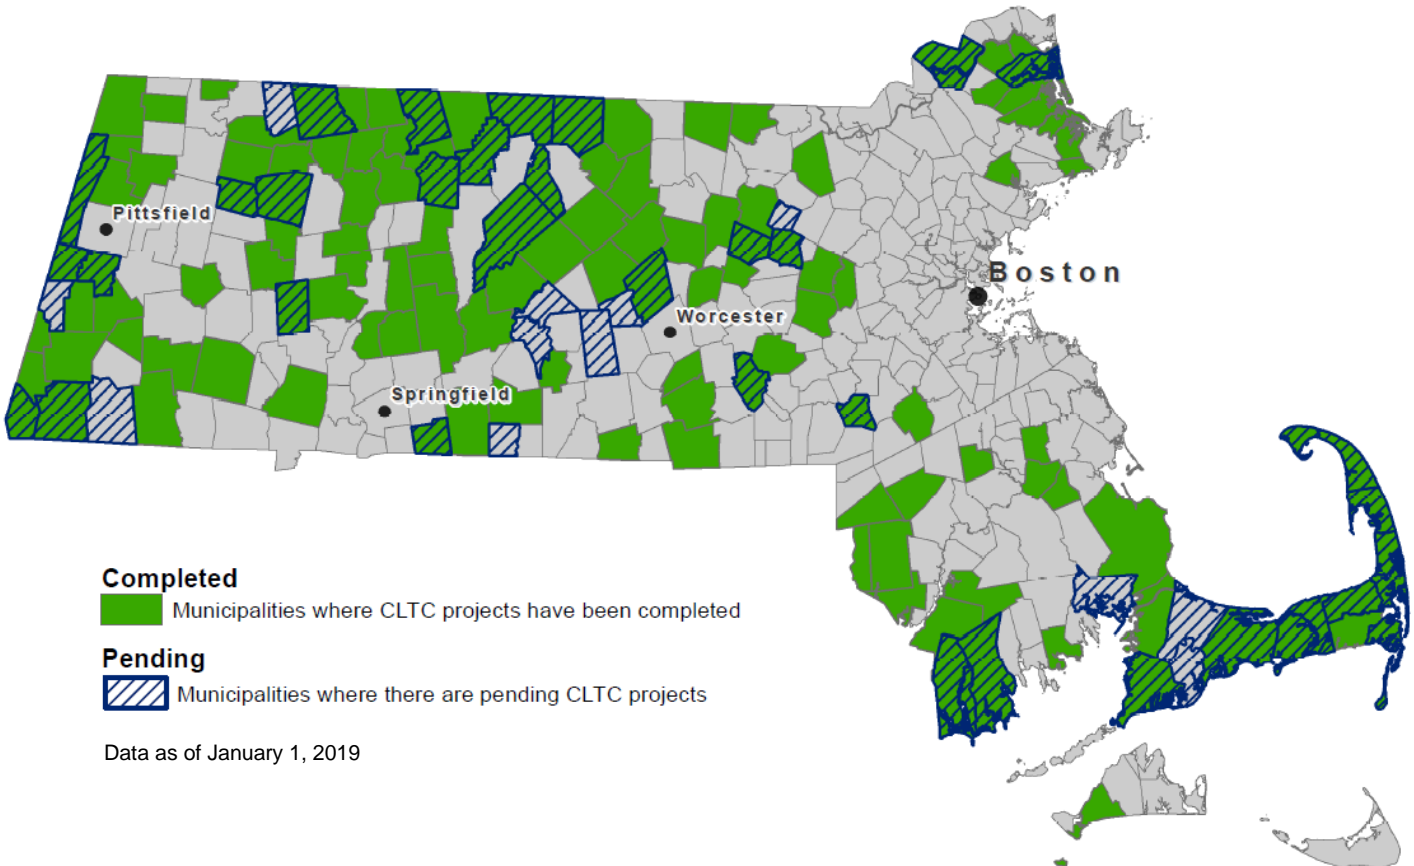 Pittsfield
Boston
Worcester
Springfield
Completed
Municipalities where CLTC projects have been completed
Pending
Municipalities where there are pending CLTC projects
Data as of January 1, 2019